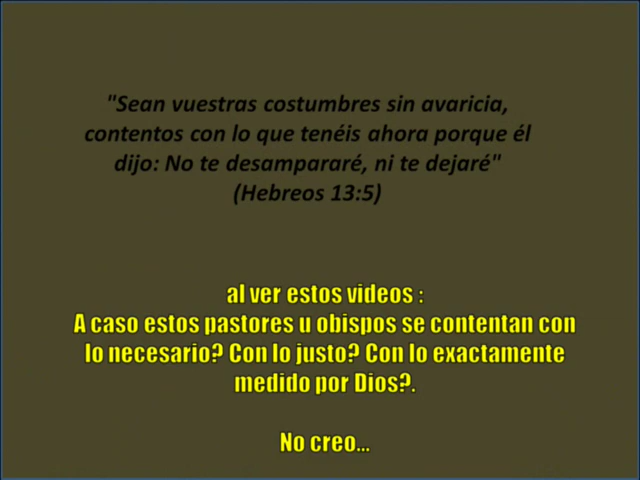 "Sean vuestras costumbres sin avaricia,
contentos con lo que tenéis ahora porque él
dijo: No te desampararé, ni te dejaré"
(Hebreos 13:5)
al ver estos videos :
A caso estos pastores u obispos se contentan con
lo necesario? Con lo justo? Con lo exactamente
medido por Dios?.
No creo...